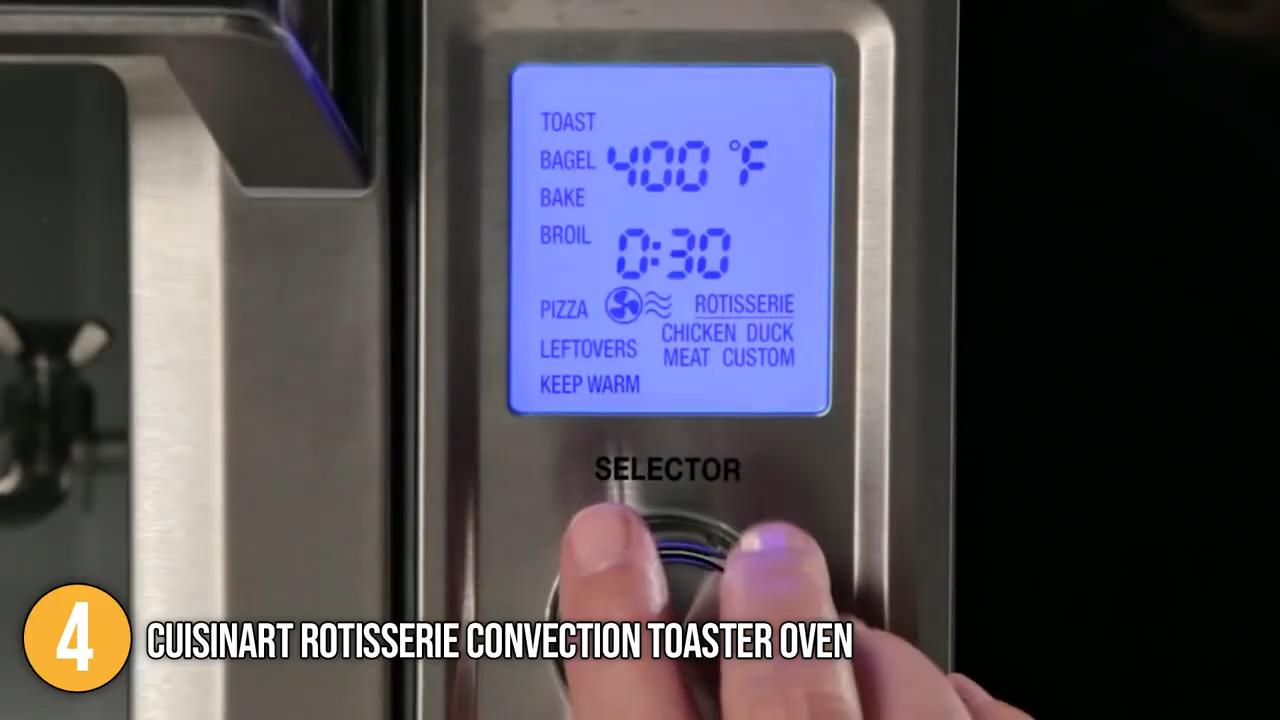 TOAST
BAGEL 400 °F
BAKE
BROIL
0:30
PIZZA ROTISSERIE
CHICKEN DUCK
LEFTOVERS
MEAT CUSTOM
KEEP WARM
SELECTOR
4 CUISINART ROTISSERIE CONVECTION TOASTER OVEN